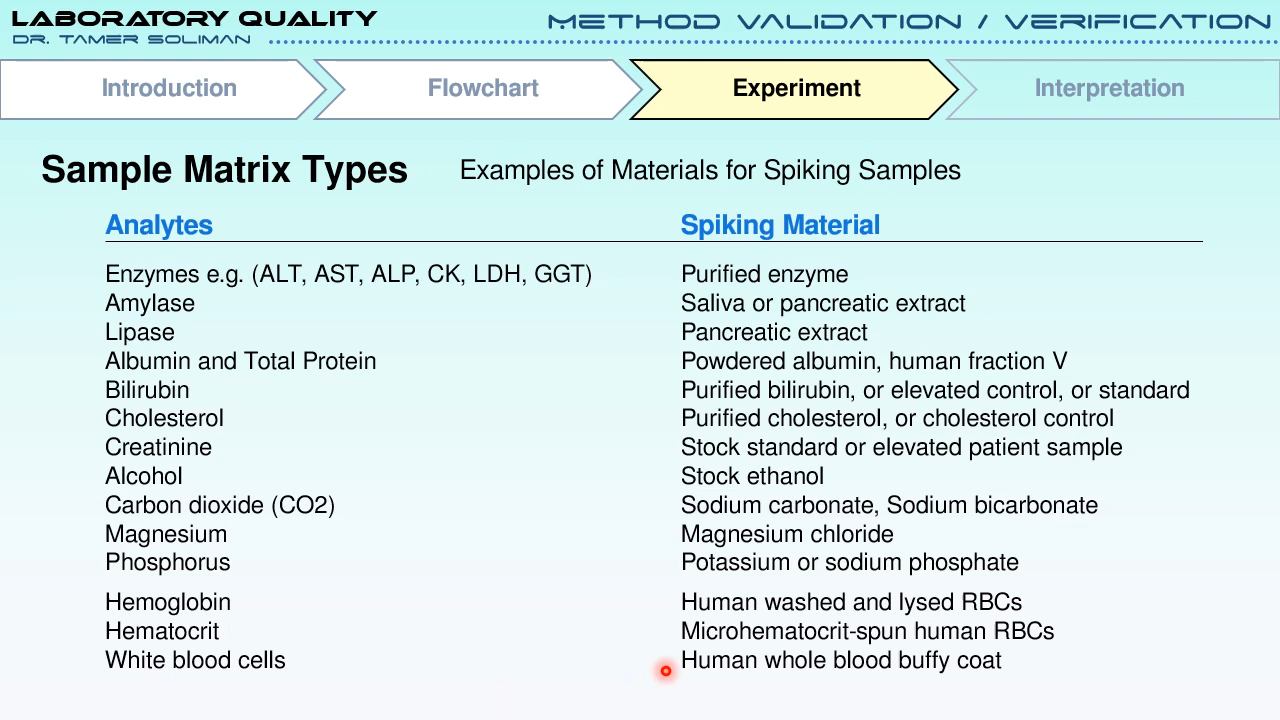 LABORATORY QUALITY
METHOD VALIDATION / VERIFICATION
DR. TAMER SOLIMAN
Introduction
Flowchart
Experiment
Interpretation
Sample Matrix Types
Examples of Materials for Spiking Samples
Analytes
Spiking Material
Enzymes e.g. (ALT, AST, ALP, CK, LDH, GGT)
Purified enzyme
Amylase
Saliva or pancreatic extract
Lipase
Pancreatic extract
Albumin and Total Protein
Powdered albumin, human fraction V
Bilirubin
Purified bilirubin, or elevated control, or standard
Cholesterol
Purified cholesterol, or cholesterol control
Creatinine
Stock standard or elevated patient sample
Alcohol
Stock ethanol
Carbon dioxide (CO2)
Sodium carbonate, Sodium bicarbonate
Magnesium
Magnesium chloride
Phosphorus
Potassium or sodium phosphate
Hemoglobin
Human washed and lysed RBCs
Hematocrit
Microhematocrit-spun human RBCs
White blood cells
Human whole blood buffy coat